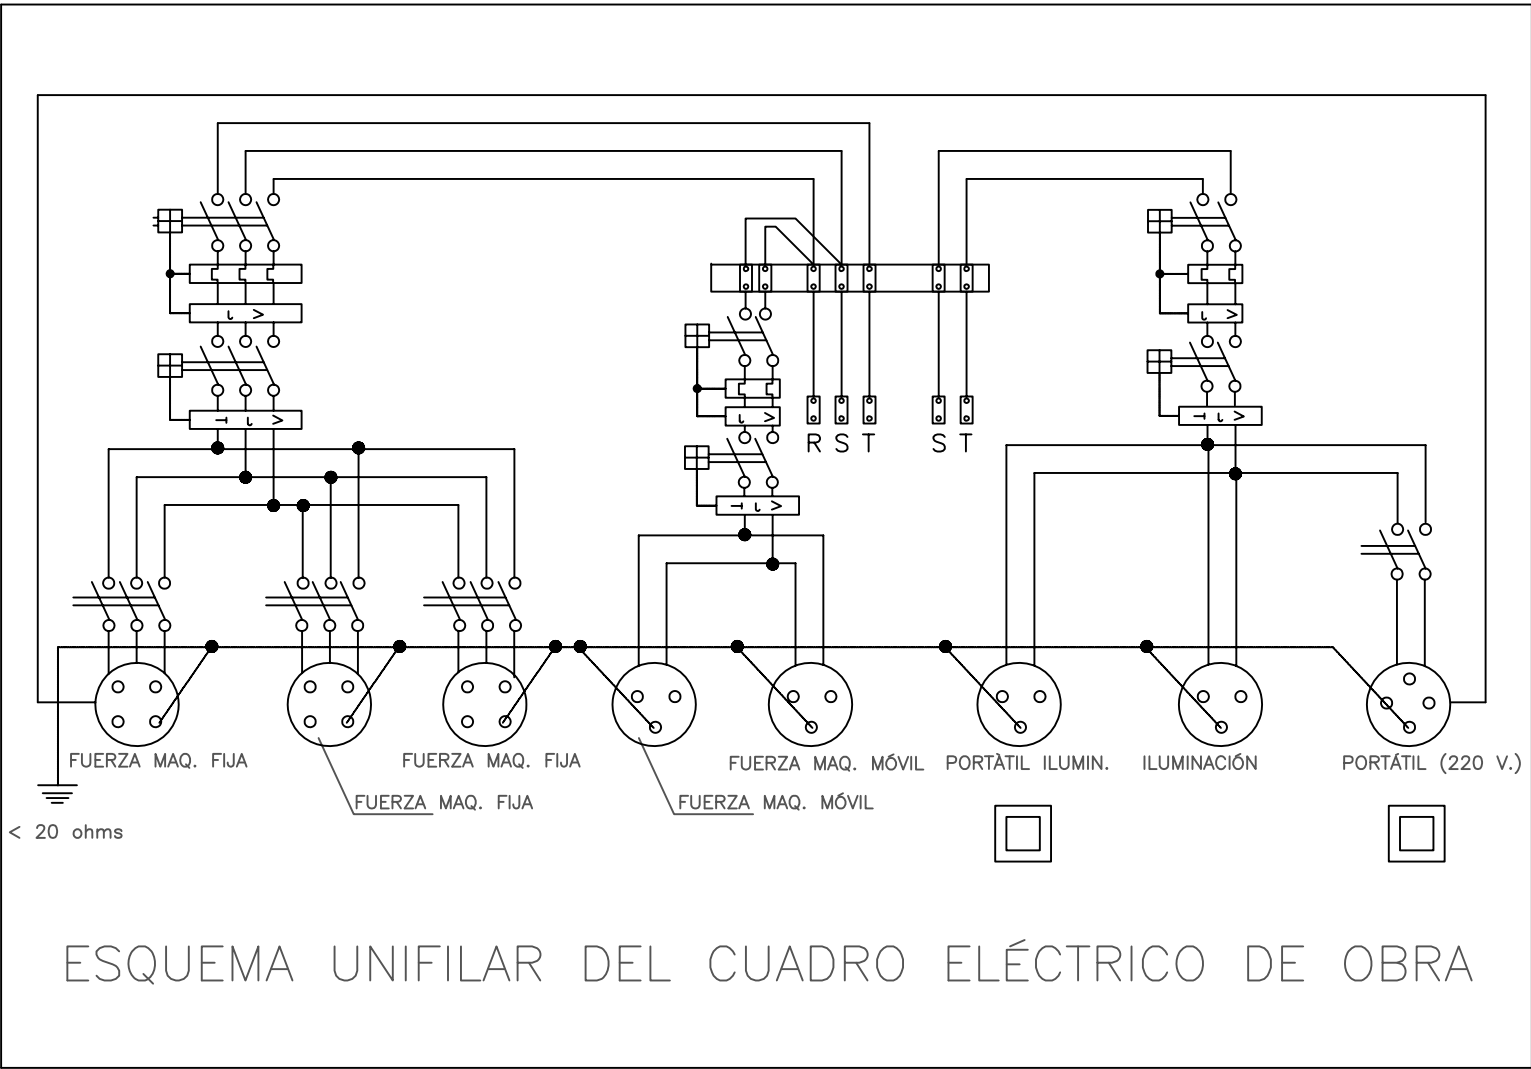 R S T S T
FUERZA MAQ. FIJA
FUERZA MAQ. FIJA
FUERZA MAQ. MÓVIL
PORTÀTIL ILUMIN.
ILUMINACIÓN
PORTÁTIL (220 V.)
FUERZA MAQ. FIJA
FUERZA MAQ. MÓVIL
< 20 ohms
ESQUEMA UNIFILAR DEL CUADRO ELÉCTRICO DE OBRA